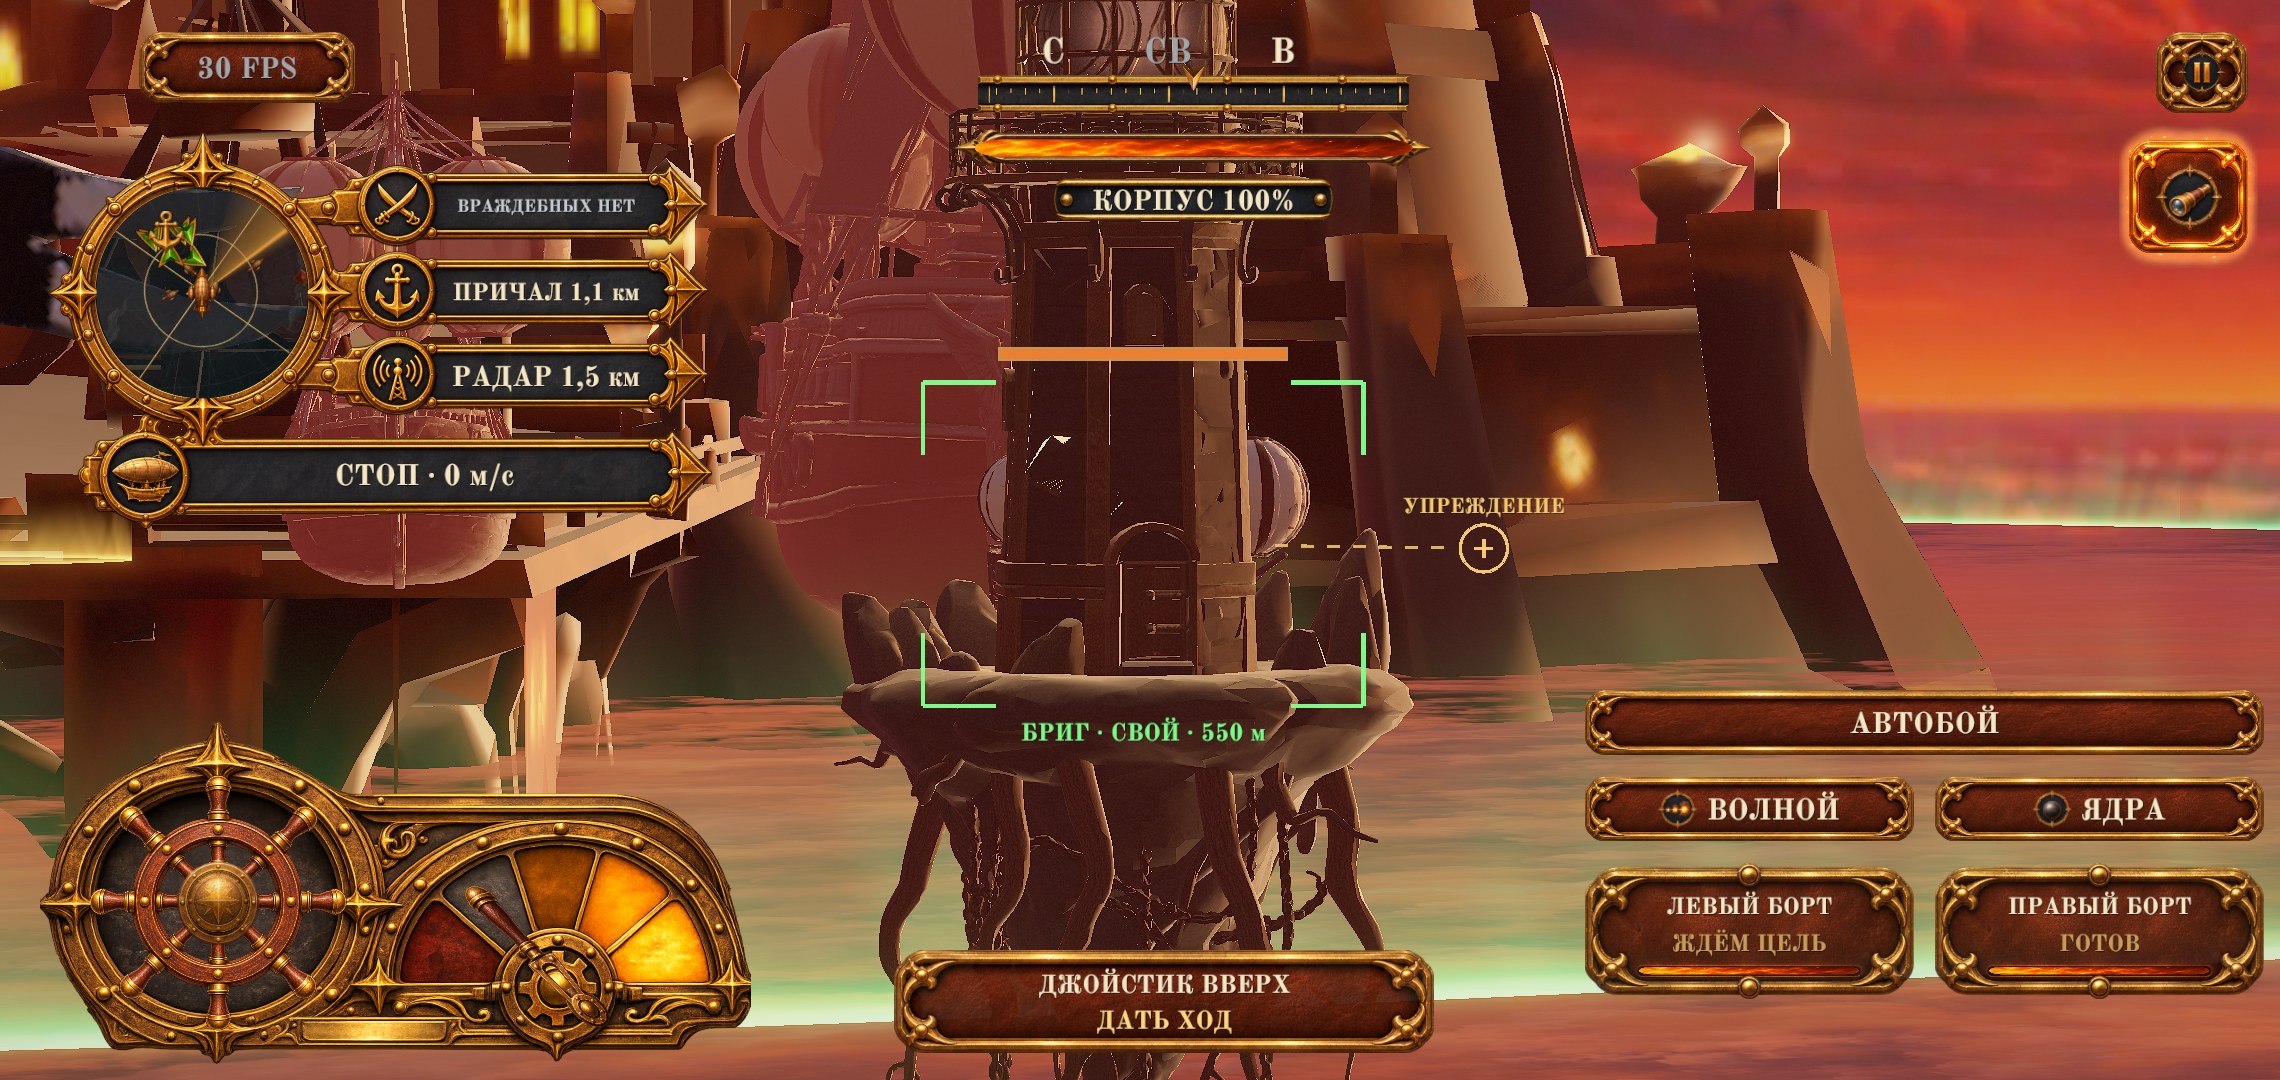 30 FPS
С СВ В
КОРПУС 100%
ВРАЖДЕБНЫХ НЕТ
ПРИЧАЛ 1,1 км
РАДАР 1,5 км
СТОП · 0 м/с
УПРЕЖДЕНИЕ
БРИГ · СВОЙ · 550 м
АВТОБОЙ
ВОЛНОЙ
ЯДРА
ЛЕВЫЙ БОРТ
ЖДЁМ ЦЕЛЬ
ПРАВЫЙ БОРТ
ГОТОВ
ДЖОЙСТИК ВВЕРХ
ДАТЬ ХОД